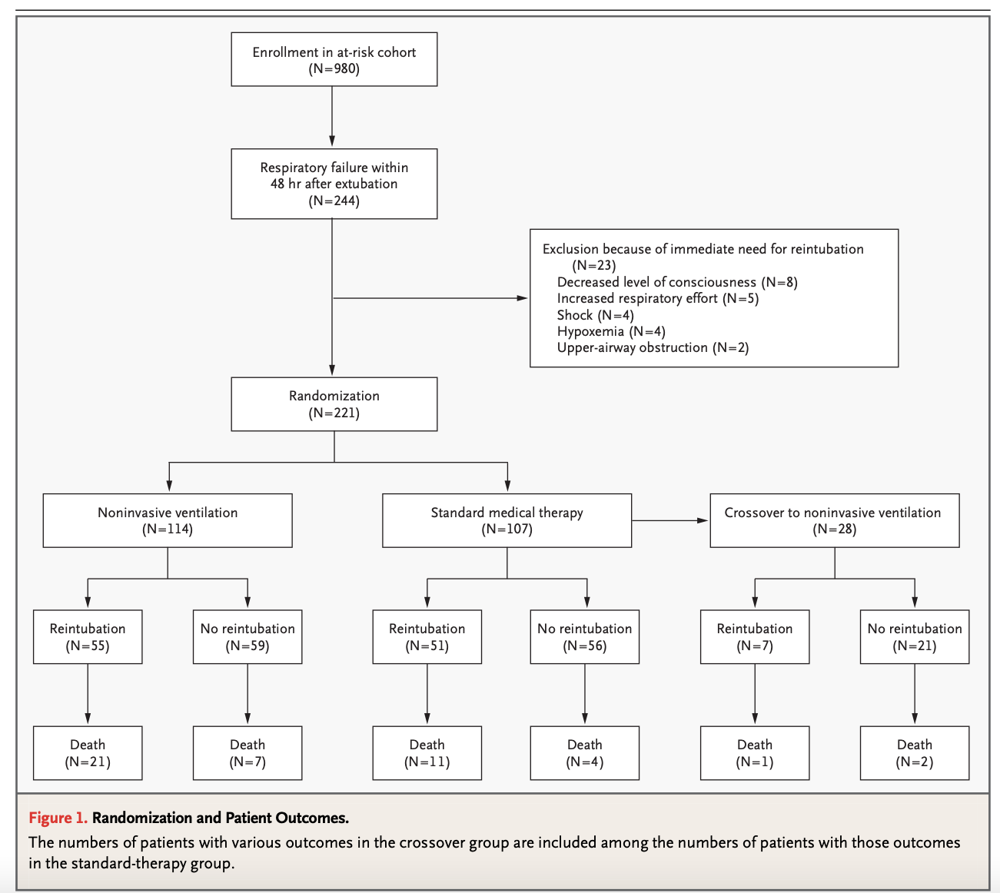 Enrollment in at-risk cohort
(N=980)
Respiratory failure within
48 hr after extubation
(N=244)
Exclusion because of immediate need for reintubation
(N=23)
Decreased level of consciousness (N=8)
Increased respiratory effort (N=5)
Shock (N=4)
Hypoxemia (N=4)
Upper-airway obstruction (N=2)
Randomization
(N=221)
Noninvasive ventilation
(N=114)
Standard medical therapy
(N=107)
Crossover to noninvasive ventilation
(N=28)
Reintubation
(N=55)
No reintubation
(N=59)
Reintubation
(N=51)
No reintubation
(N=56)
Reintubation
(N=7)
No reintubation
(N=21)
Death
(N=21)
Death
(N=7)
Death
(N=11)
Death
(N=4)
Death
(N=1)
Death
(N=2)
Figure 1. Randomization and Patient Outcomes.
The numbers of patients with various outcomes in the crossover group are included among the numbers of patients with those outcomes
in the standard-therapy group.